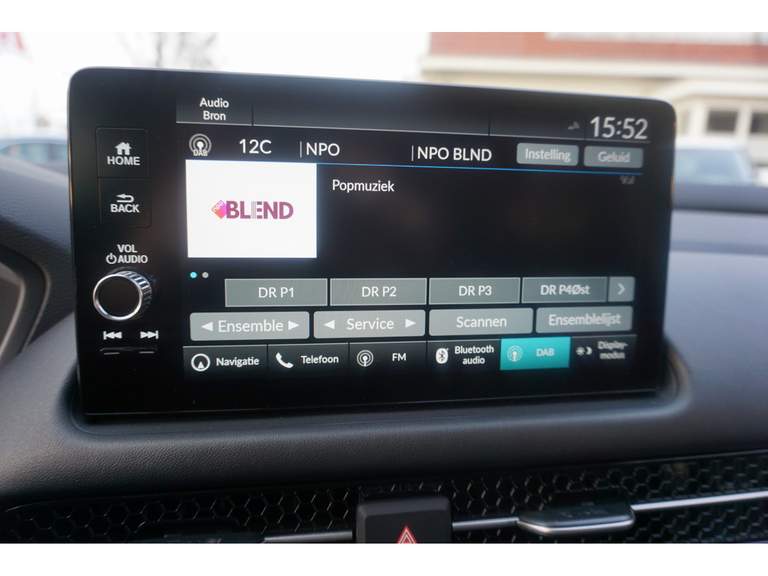 Audio
Bron
15:52
HOME
DAB
12C
NPO
NPO BLND
Instelling
Geluid
BACK
BLEND
Popmuziek
VOL
AUDIO
DR P1
DR P2
DR P3
DR P4Øst
Ensemble
Service
Scannen
Ensemblelijst
Navigatie
Telefoon
FM
Bluetooth
audio
DAB
Display-
modus